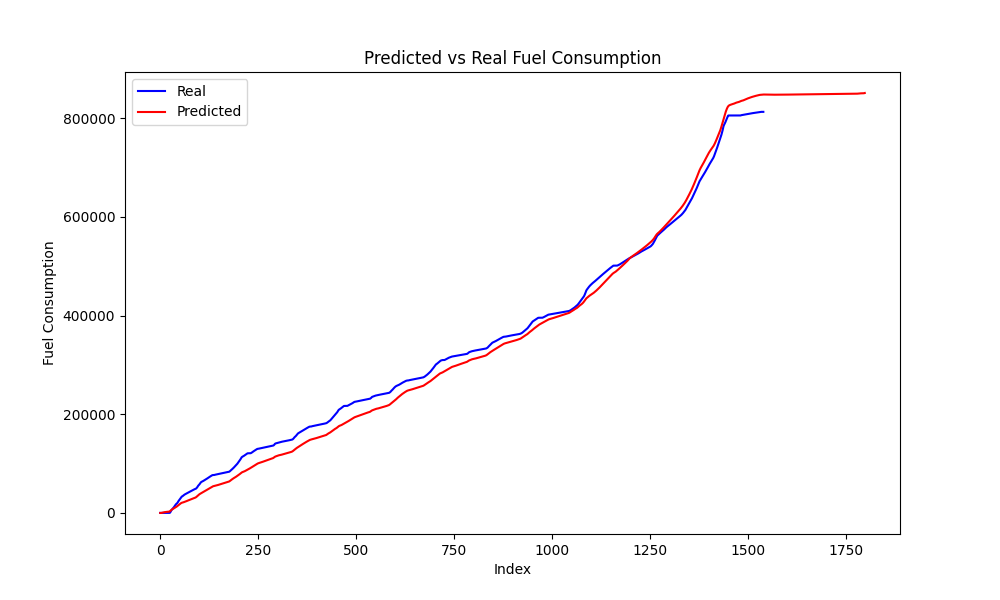 Predicted vs Real Fuel Consumption
Real
Predicted
Fuel Consumption
800000
600000
400000
200000
0
0 250 500 750 1000 1250 1500 1750
Index